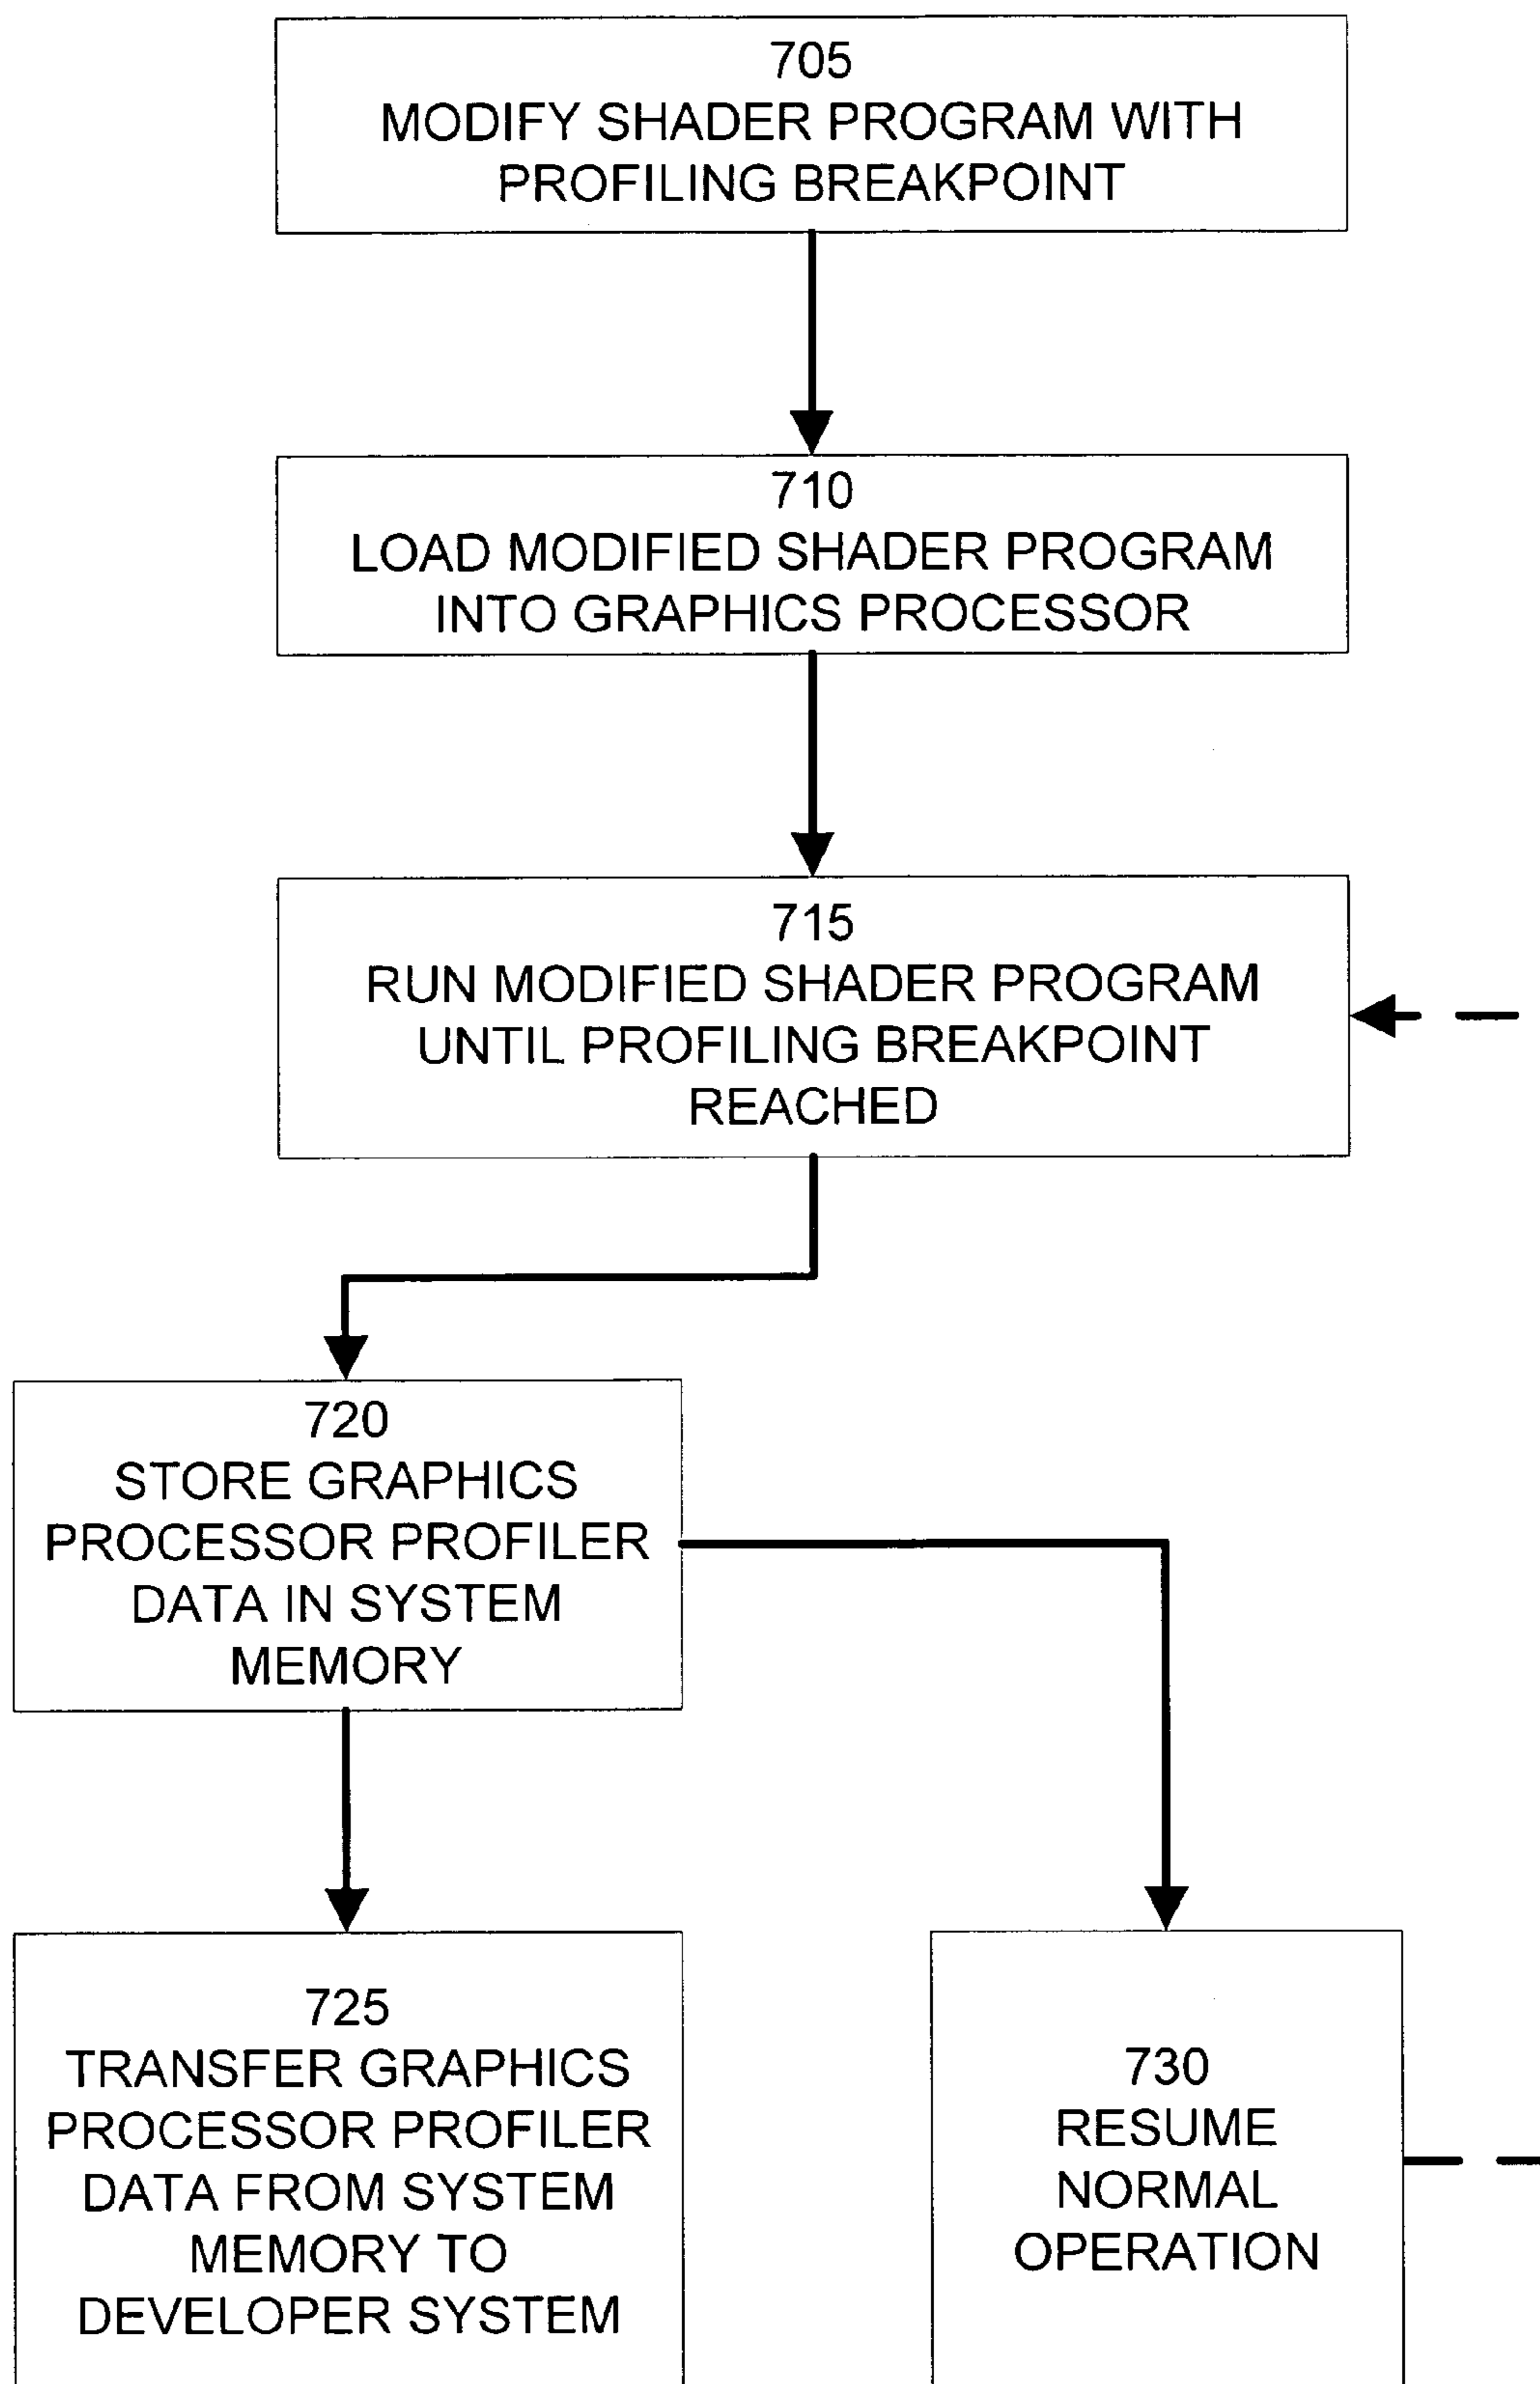 705
MODIFY SHADER PROGRAM WITH
PROFILING BREAKPOINT
710
LOAD MODIFIED SHADER PROGRAM
INTO GRAPHICS PROCESSOR
715
RUN MODIFIED SHADER PROGRAM
UNTIL PROFILING BREAKPOINT
REACHED
720
STORE GRAPHICS
PROCESSOR PROFILER
DATA IN SYSTEM
MEMORY
725
TRANSFER GRAPHICS
PROCESSOR PROFILER
DATA FROM SYSTEM
MEMORY TO
DEVELOPER SYSTEM
730
RESUME
NORMAL
OPERATION